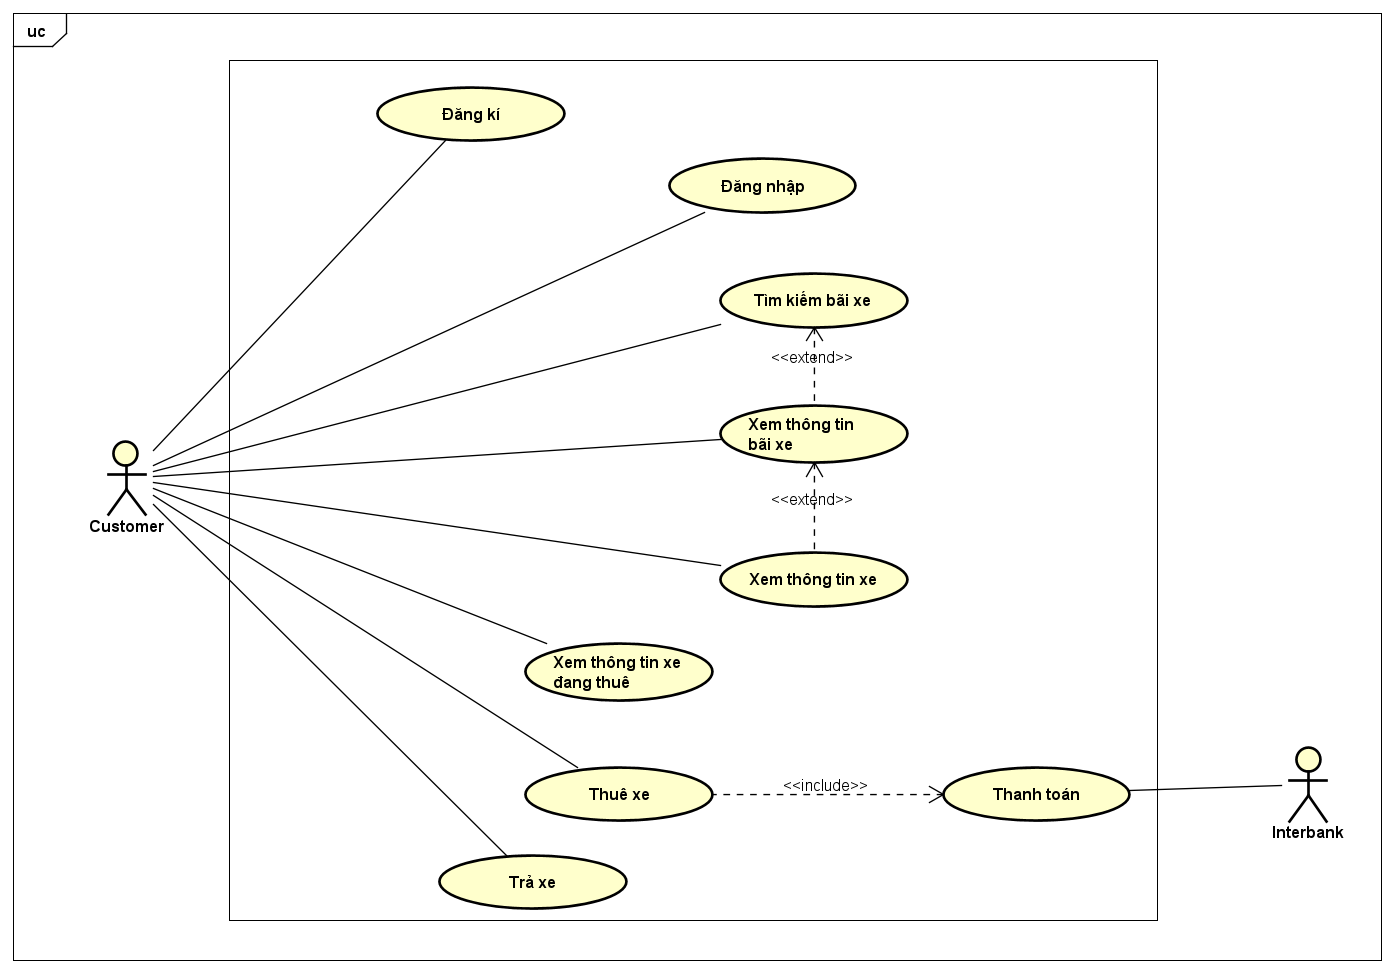 uc
Đăng kí
Đăng nhập
Tìm kiếm bãi xe
<<extend>>
Xem thông tin
bãi xe
<<extend>>
Customer
Xem thông tin xe
Xem thông tin xe
đang thuê
Thuê xe
<<include>>
Thanh toán
Interbank
Trả xe